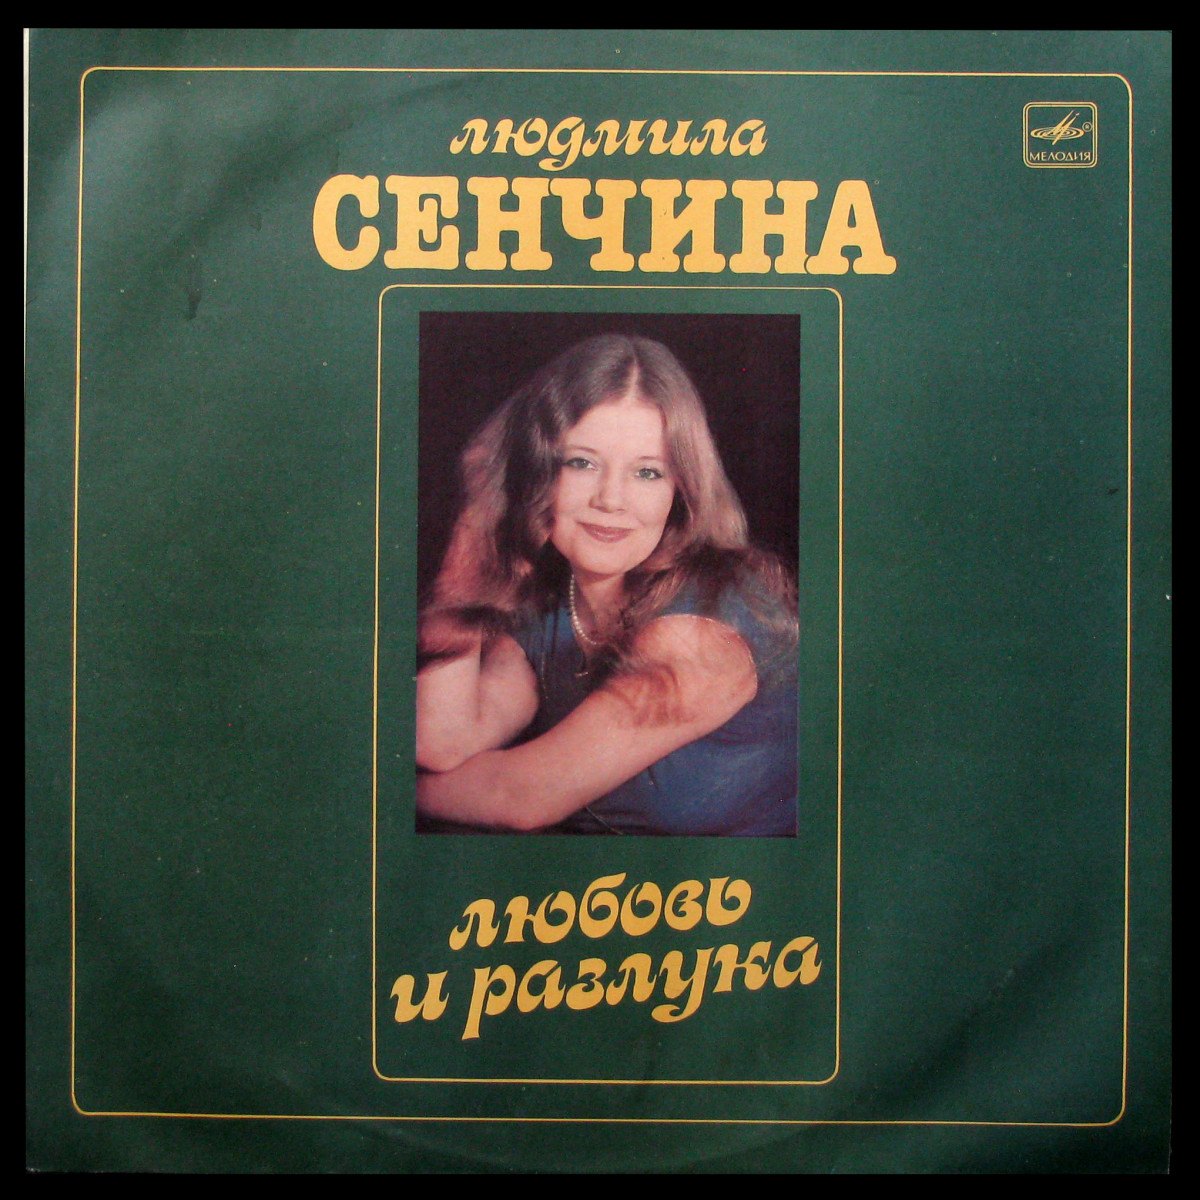 людмила
СЕНЧИНА
МЕЛОДИЯ
любовь
и разлука